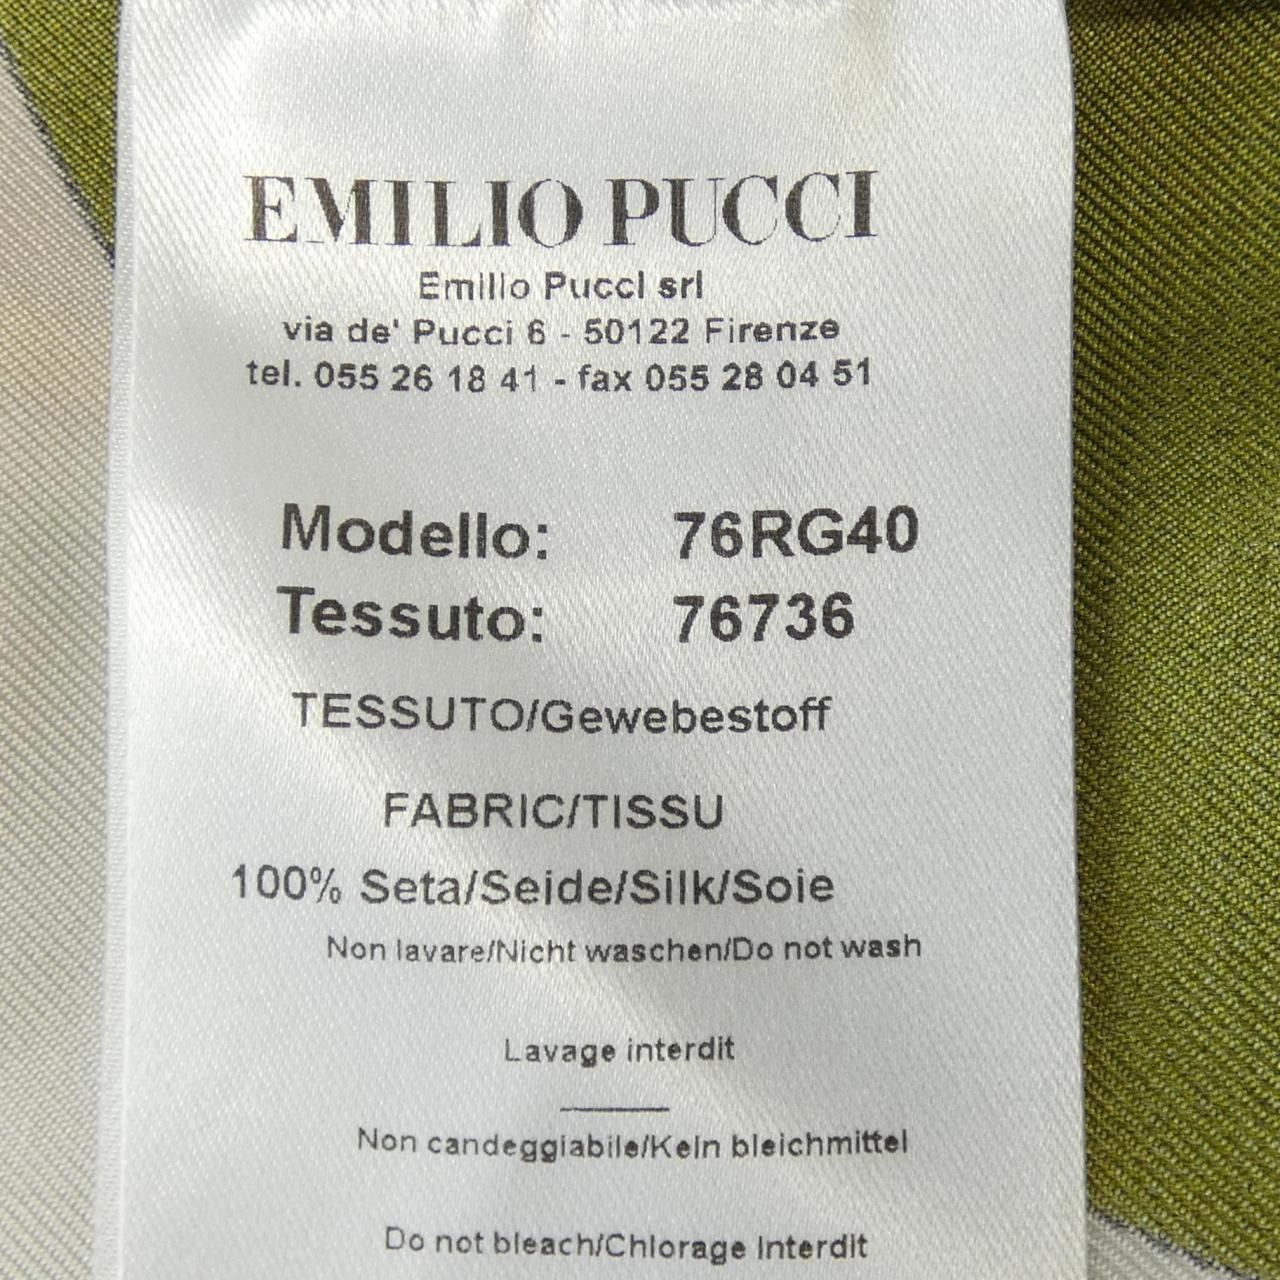 EMILIO PUCCI
Emilio Pucci srl
via de' Pucci 6 - 50122 Firenze
tel. 055 26 18 41 - fax 055 28 04 51
Modello: 76RG40
Tessuto: 76736
TESSUTO/Gewebestoff
FABRIC/TISSU
100% Seta/Seide/Silk/Soie
Non lavare/Nicht waschen/Do not wash
Lavage interdit
Non candeggiabile/Kein bleichmittel
Do not bleach/Chlorage Interdit